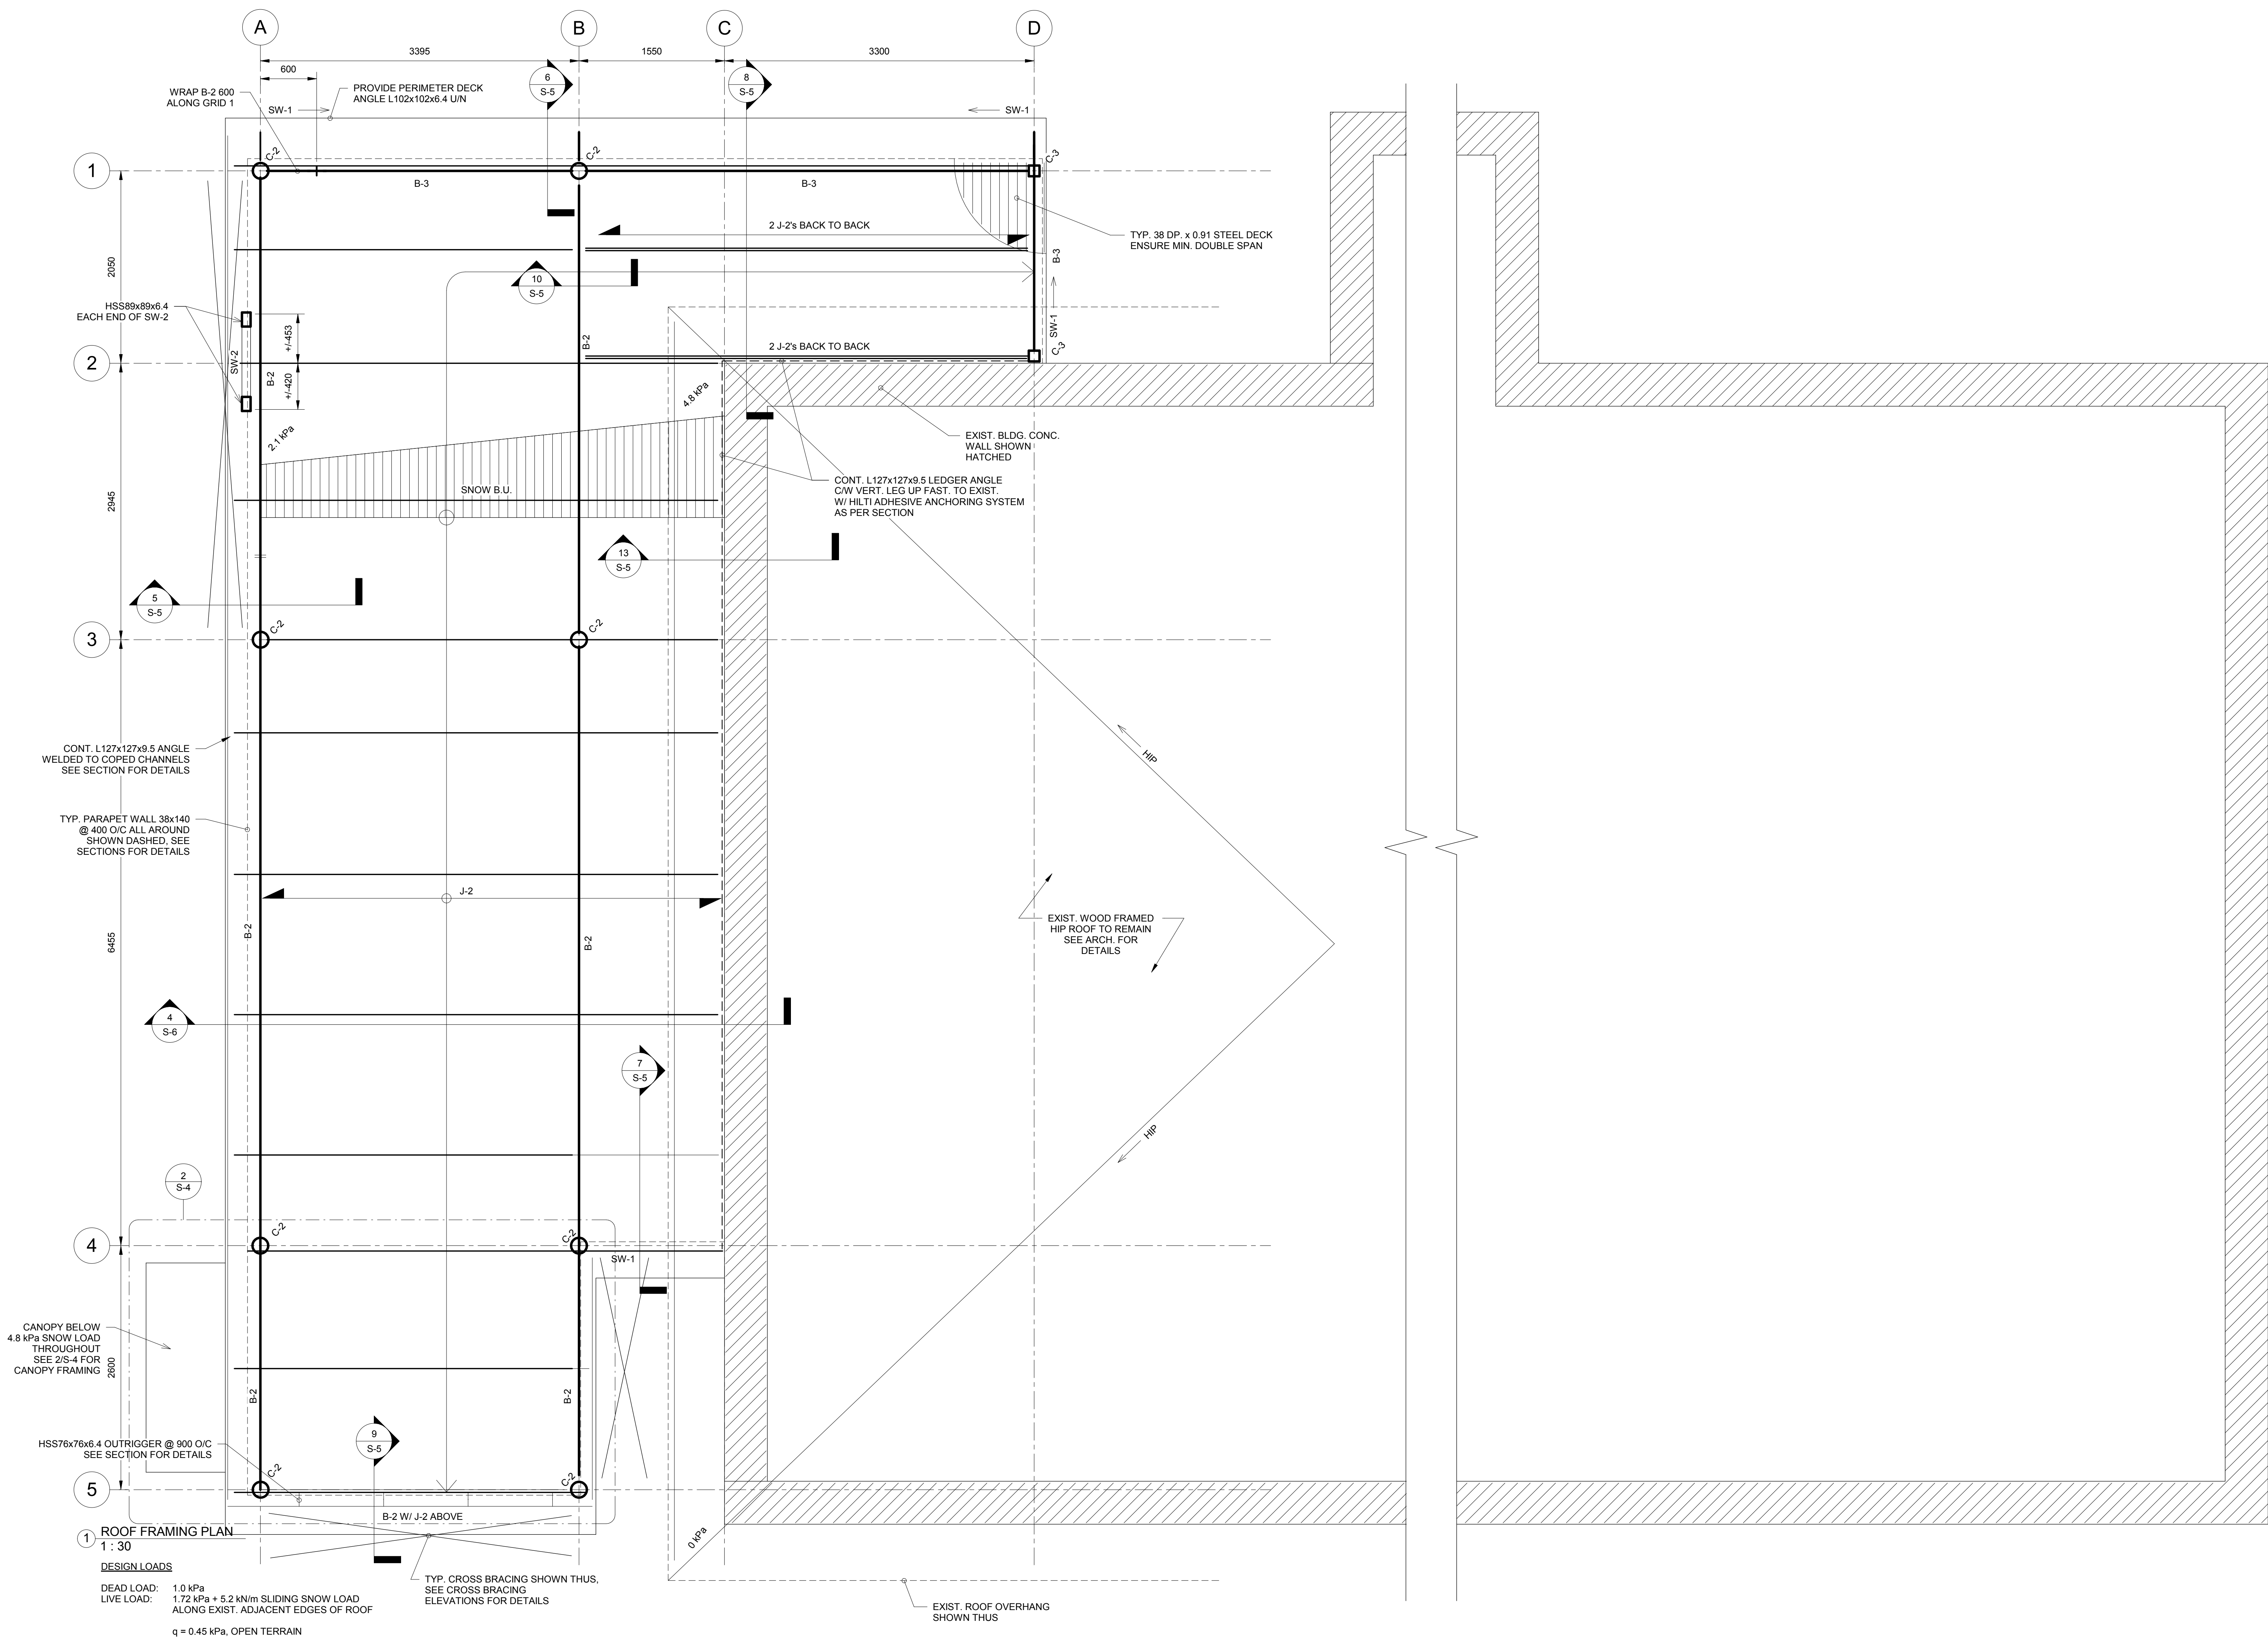 A
B
C
D
3395
1550
3300
600
6
S-5
8
S-5
WRAP B-2 600
ALONG GRID 1
PROVIDE PERIMETER DECK
ANGLE L102x102x6.4 U/N
SW-1
SW-1
C-2
C-2
C-3
1
B-3
B-3
2 J-2's BACK TO BACK
TYP. 38 DP. x 0.91 STEEL DECK
ENSURE MIN. DOUBLE SPAN
B-3
2050
10
S-5
HSS89x89x6.4
EACH END OF SW-2
+/-453
SW-1
B-2
2 J-2's BACK TO BACK
C-3
2
SW-2
B-2
+/-420
4.8 kPa
2.1 kPa
EXIST. BLDG. CONC.
WALL SHOWN
HATCHED
SNOW B.U.
CONT. L127x127x9.5 LEDGER ANGLE
C/W VERT. LEG UP FAST. TO EXIST.
W/ HILTI ADHESIVE ANCHORING SYSTEM
AS PER SECTION
2945
13
S-5
5
S-5
C-2
C-2
3
CONT. L127x127x9.5 ANGLE
WELDED TO COPED CHANNELS
SEE SECTION FOR DETAILS
HIP
TYP. PARAPET WALL 38x140
@ 400 O/C ALL AROUND
SHOWN DASHED, SEE
SECTIONS FOR DETAILS
J-2
EXIST. WOOD FRAMED
HIP ROOF TO REMAIN
SEE ARCH. FOR
DETAILS
6455
B-2
B-2
4
S-6
7
S-5
HIP
2
S-4
C-2
C-2
4
SW-1
CANOPY BELOW
4.8 kPa SNOW LOAD
THROUGHOUT
SEE 2/S-4 FOR
CANOPY FRAMING
2600
B-2
B-2
9
S-5
HSS76x76x6.4 OUTRIGGER @ 900 O/C
SEE SECTION FOR DETAILS
C-2
C-2
5
B-2 W/ J-2 ABOVE
0 kPa
1
ROOF FRAMING PLAN
1 : 30
DESIGN LOADS
DEAD LOAD: 1.0 kPa
LIVE LOAD: 1.72 kPa + 5.2 kN/m SLIDING SNOW LOAD
ALONG EXIST. ADJACENT EDGES OF ROOF
q = 0.45 kPa, OPEN TERRAIN
TYP. CROSS BRACING SHOWN THUS,
SEE CROSS BRACING
ELEVATIONS FOR DETAILS
EXIST. ROOF OVERHANG
SHOWN THUS